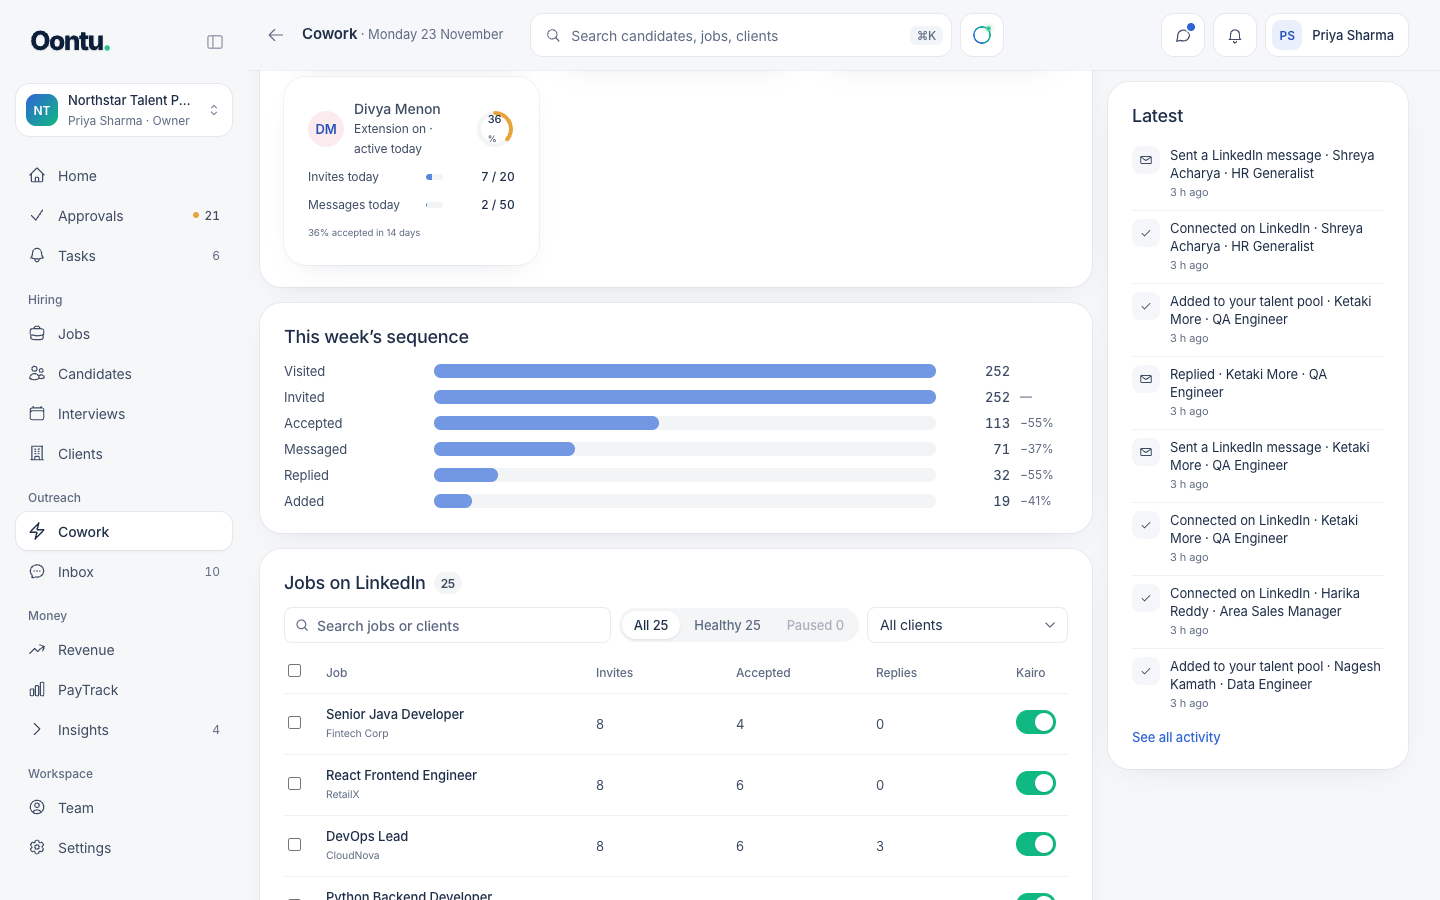 Oontu.
NT
Northstar Talent P...
Priya Sharma · Owner
Home
Approvals
21
Tasks
6
Hiring
Jobs
Candidates
Interviews
Clients
Outreach
Cowork
Inbox
10
Money
Revenue
PayTrack
Insights
4
Workspace
Team
Settings
Cowork · Monday 23 November
Search candidates, jobs, clients
⌘K
PS
Priya Sharma
DM
Divya Menon
Extension on ·
active today
36
%
Invites today
7 / 20
Messages today
2 / 50
36% accepted in 14 days
This week’s sequence
Visited 252
Invited 252 —
Accepted 113 −55%
Messaged 71 −37%
Replied 32 −55%
Added 19 −41%
Jobs on LinkedIn 25
Search jobs or clients
All 25
Healthy 25
Paused 0
All clients
Job Invites Accepted Replies Kairo
Senior Java Developer
Fintech Corp
8 4 0
React Frontend Engineer
RetailX
8 6 0
DevOps Lead
CloudNova
8 6 3
Python Backend Developer
Latest
Sent a LinkedIn message · Shreya
Acharya · HR Generalist
3 h ago
Connected on LinkedIn · Shreya
Acharya · HR Generalist
3 h ago
Added to your talent pool · Ketaki
More · QA Engineer
3 h ago
Replied · Ketaki More · QA
Engineer
3 h ago
Sent a LinkedIn message · Ketaki
More · QA Engineer
3 h ago
Connected on LinkedIn · Ketaki
More · QA Engineer
3 h ago
Connected on LinkedIn · Harika
Reddy · Area Sales Manager
3 h ago
Added to your talent pool · Nagesh
Kamath · Data Engineer
3 h ago
See all activity